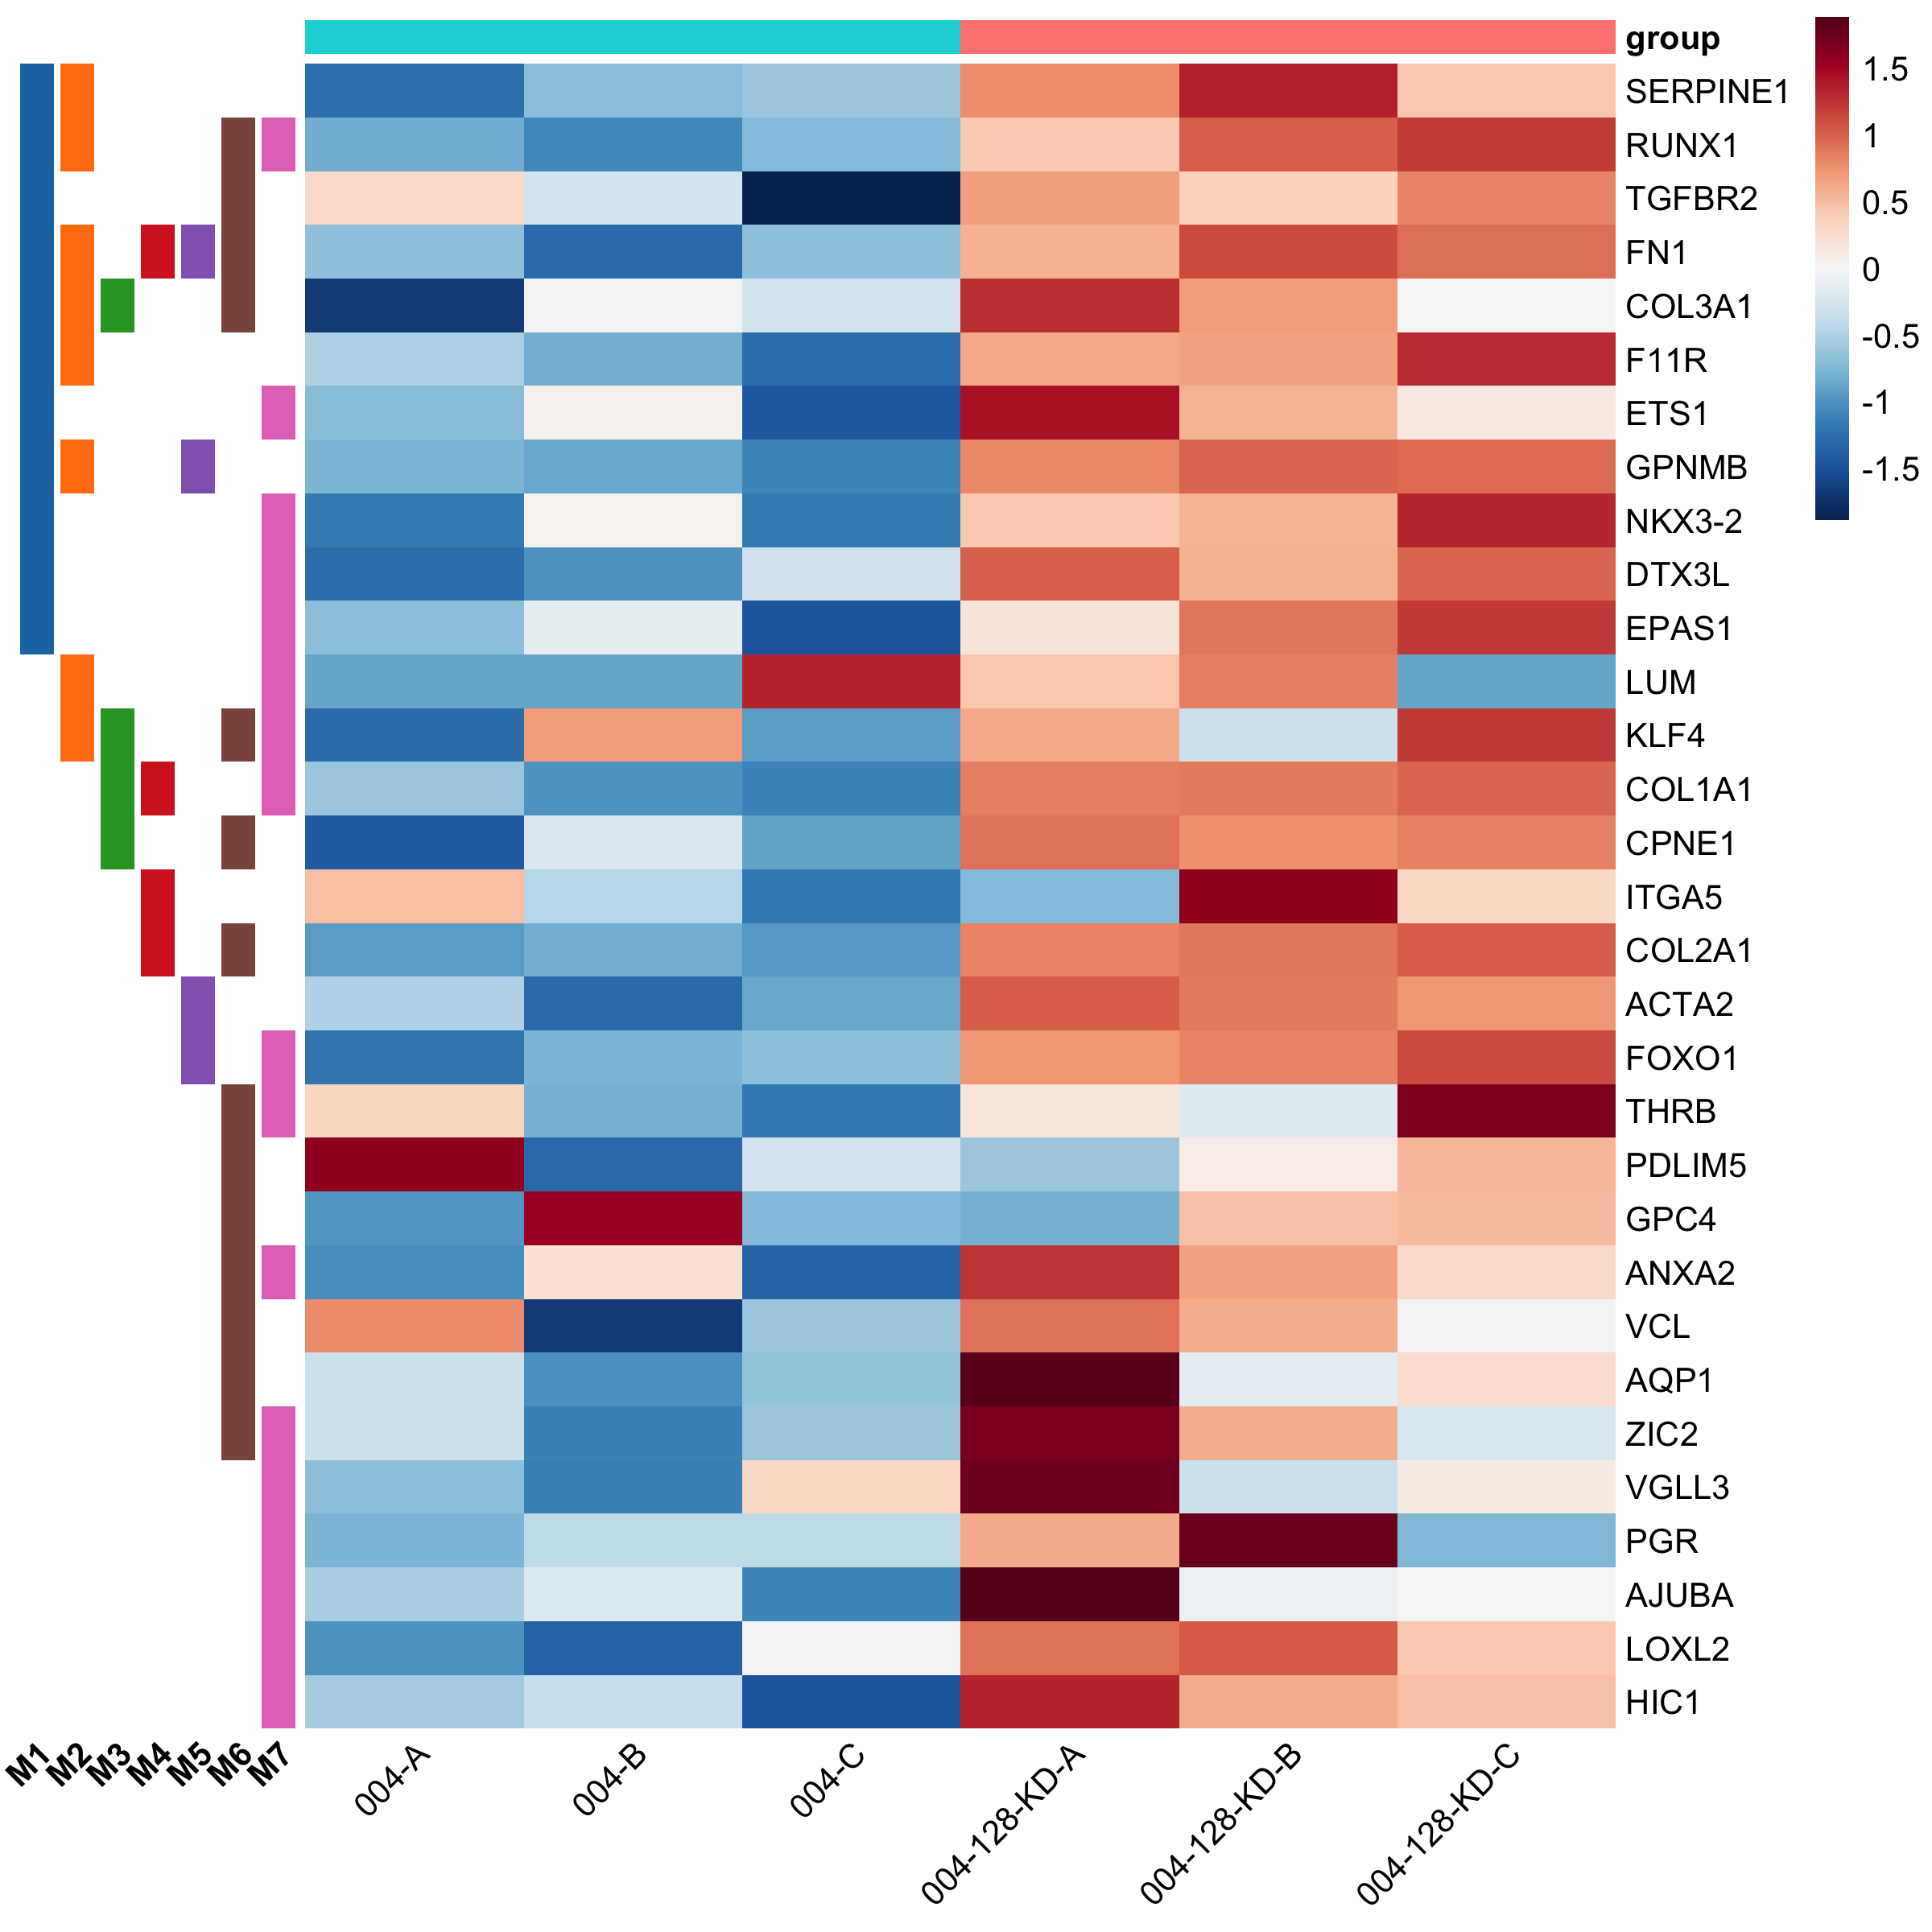 group
1.5
1
0.5
0
-0.5
-1
-1.5
SERPINE1
RUNX1
TGFBR2
FN1
COL3A1
F11R
ETS1
GPNMB
NKX3-2
DTX3L
EPAS1
LUM
KLF4
COL1A1
CPNE1
ITGA5
COL2A1
ACTA2
FOXO1
THRB
PDLIM5
GPC4
ANXA2
VCL
AQP1
ZIC2
VGLL3
PGR
AJUBA
LOXL2
HIC1
M1
M2
M3
M4
M5
M6
M7
004-A
004-B
004-C
004-128-KD-A
004-128-KD-B
004-128-KD-C